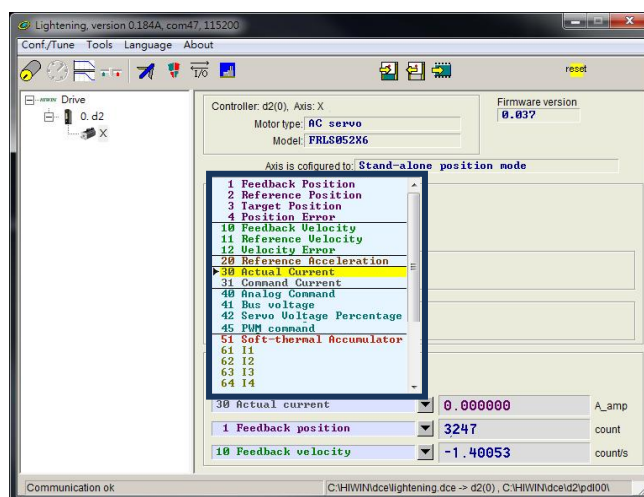 Lightening, version 0.184A, com47, 115200
Conf./Tune Tools Language About
I/O
reset
HIWIN Drive
0. d2
X
Controller: d2(0), Axis: X
Motor type: AC servo
Model: FRLS052X6
Firmware version
0.037
Axis is cofigured to: Stand-alone position mode
1 Feedback Position
2 Reference Position
3 Target Position
4 Position Error
10 Feedback Velocity
11 Reference Velocity
12 Velocity Error
20 Reference Acceleration
30 Actual Current
31 Command Current
40 Analog Command
41 Bus voltage
42 Servo Voltage Percentage
45 PWM command
51 Soft-thermal Accumulator
61 I1
62 I2
63 I3
64 I4
30 Actual current 0.000000 A_amp
1 Feedback position 3247 count
10 Feedback velocity -1.40053 count/s
Communication ok C:\HIWIN\dce\lightening.dce -> d2(0) , C:\HIWIN\dce\d2\pdl00\